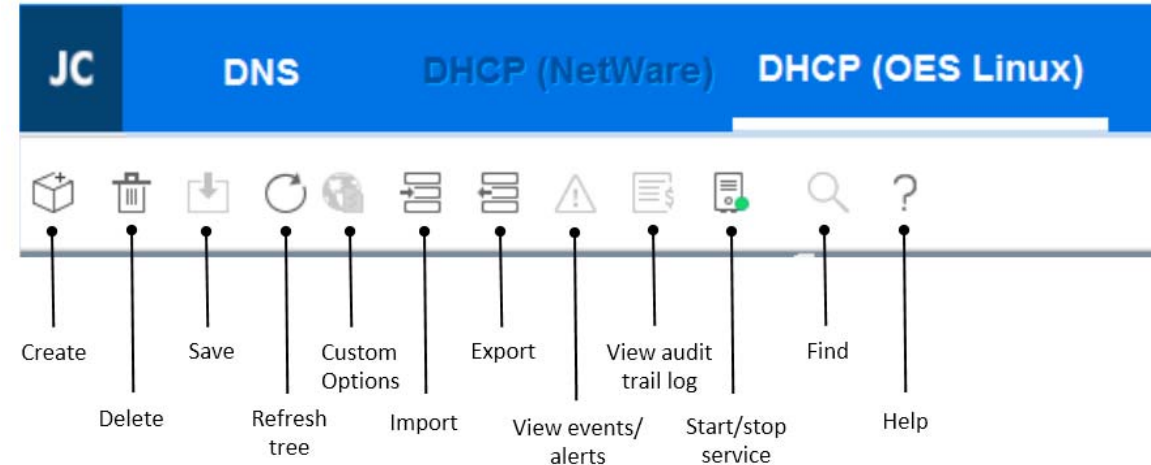 JC DNS DHCP (NetWare) DHCP (OES Linux)
Create
Save
Custom
Options
Export
View audit
trail log
Find
Delete
Refresh
tree
Import
View events/
alerts
Start/stop
service
Help